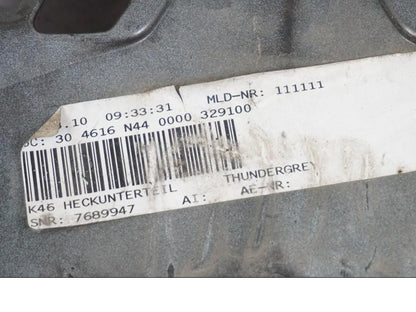 .10 09:33:31 MLD-NR: 111111
C: 30 4616 N44 0000 329100
K46 HECKUNTERTEIL THUNDERGREY
SNR: 7689947 AI: AE-NR: